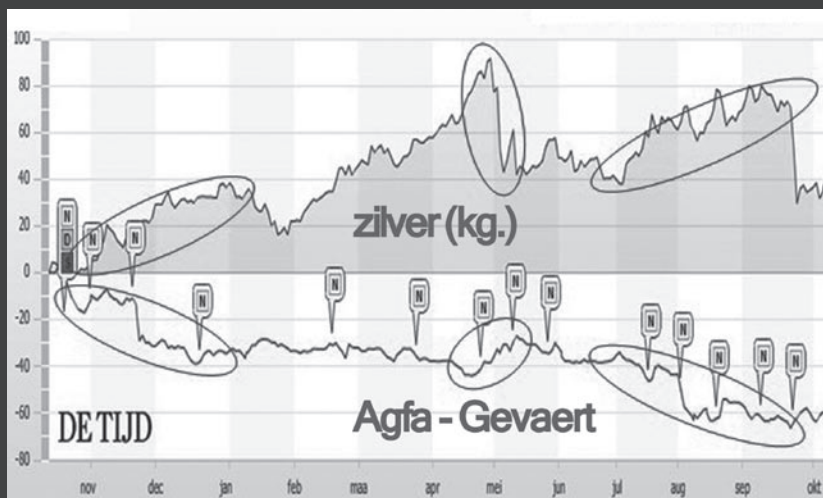 100
80
60
40
20
0
-20
-40
-60
-80
zilver (kg.)
N
D
N
N
N
N
N
N
N
N
N
N
N
N
N
Agfa - Gevaert
DE TIJD
nov dec jan feb maa apr mei jun jul aug sep okt